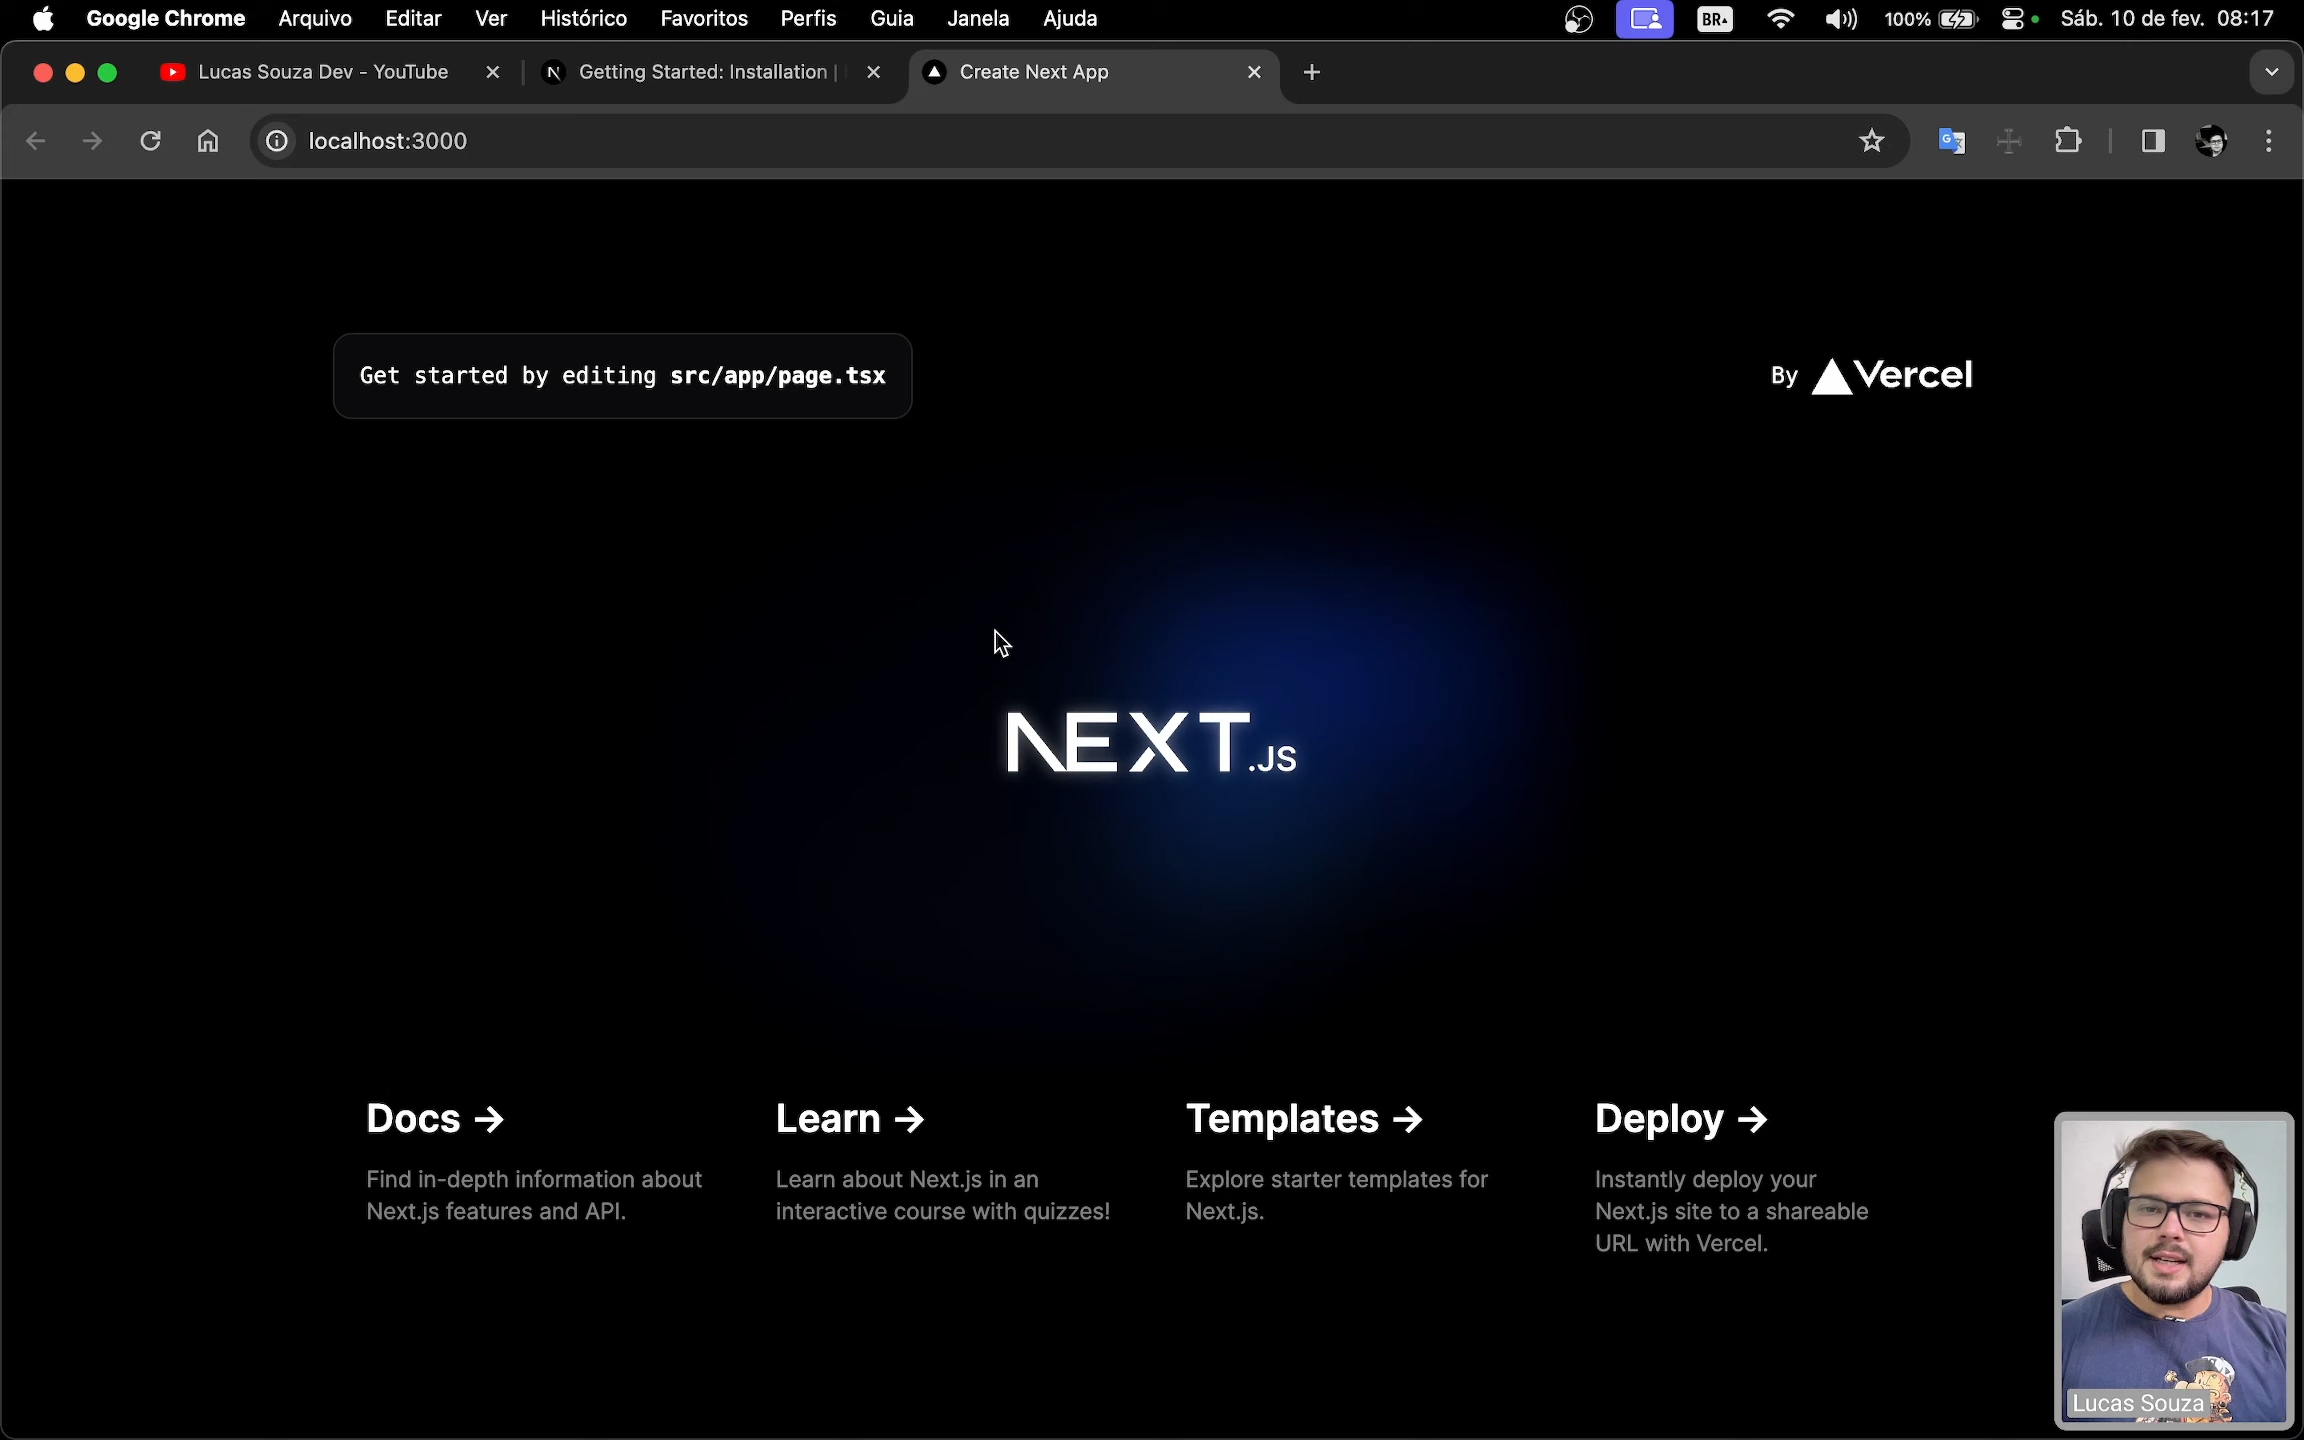 Google Chrome Arquivo Editar Ver Histórico Favoritos Perfis Guia Janela Ajuda BR 100% Sáb. 10 de fev. 08:17
Lucas Souza Dev - YouTube Getting Started: Installation | Create Next App
localhost:3000
Get started by editing src/app/page.tsx
By Vercel
NEXT.JS
Docs →
Find in-depth information about
Next.js features and API.
Learn →
Learn about Next.js in an
interactive course with quizzes!
Templates →
Explore starter templates for
Next.js.
Deploy →
Instantly deploy your
Next.js site to a shareable
URL with Vercel.
Lucas Souza